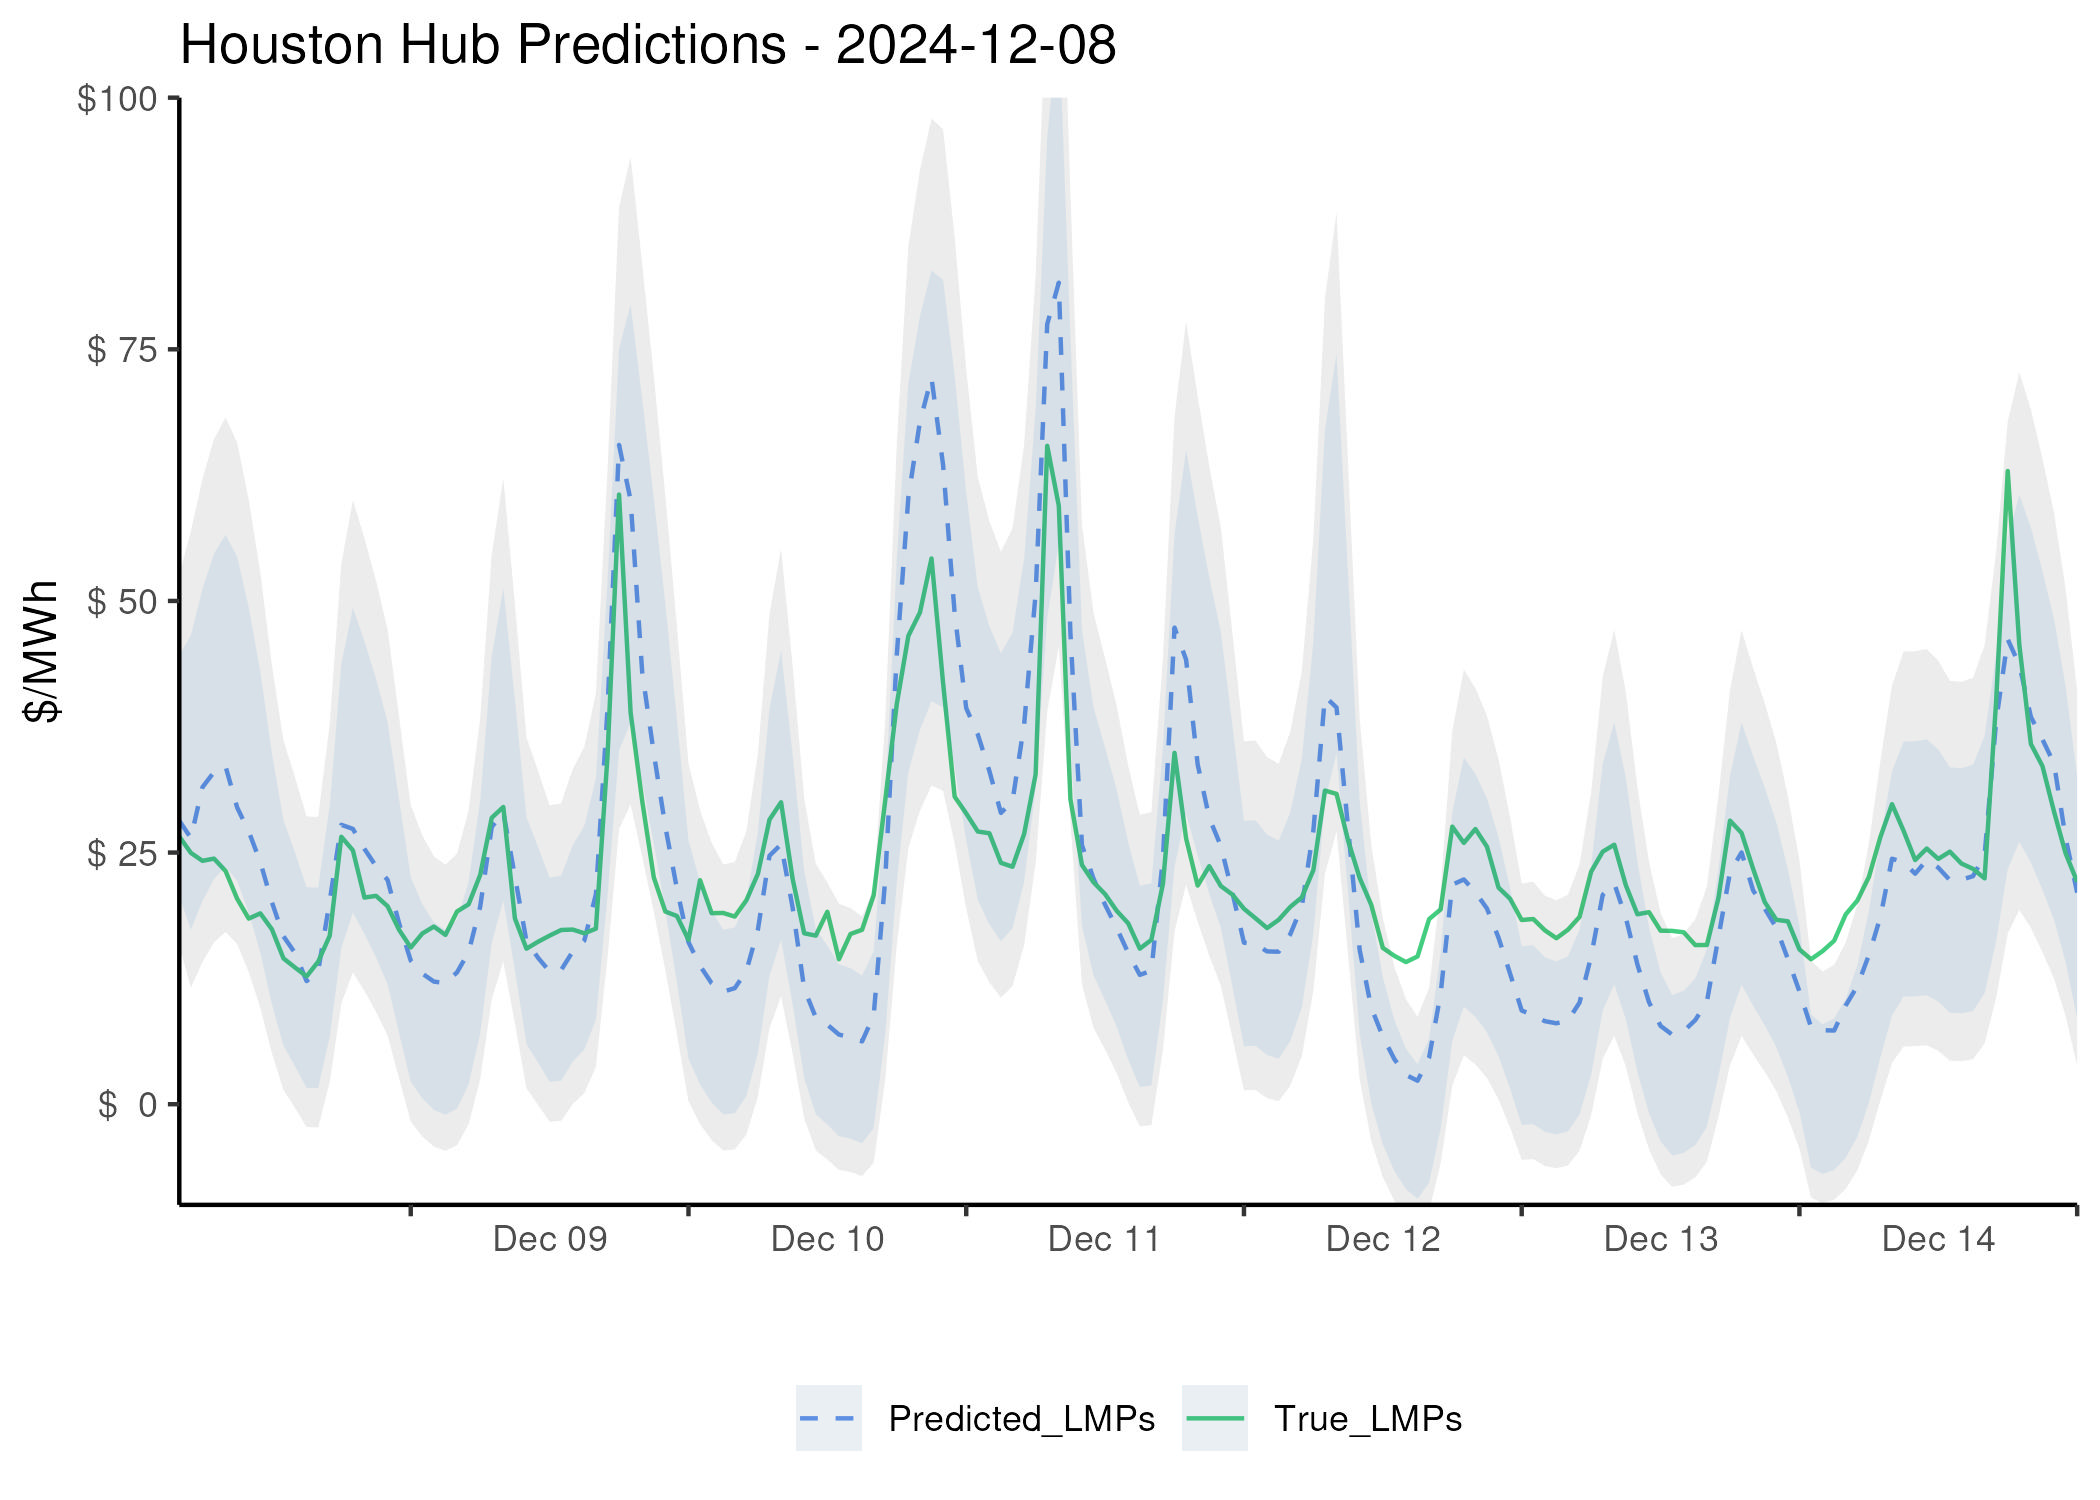 Houston Hub Predictions - 2024-12-08
$100
$ 75
$ 50
$ 25
$ 0
$/MWh
Dec 09
Dec 10
Dec 11
Dec 12
Dec 13
Dec 14
Predicted_LMPs
True_LMPs